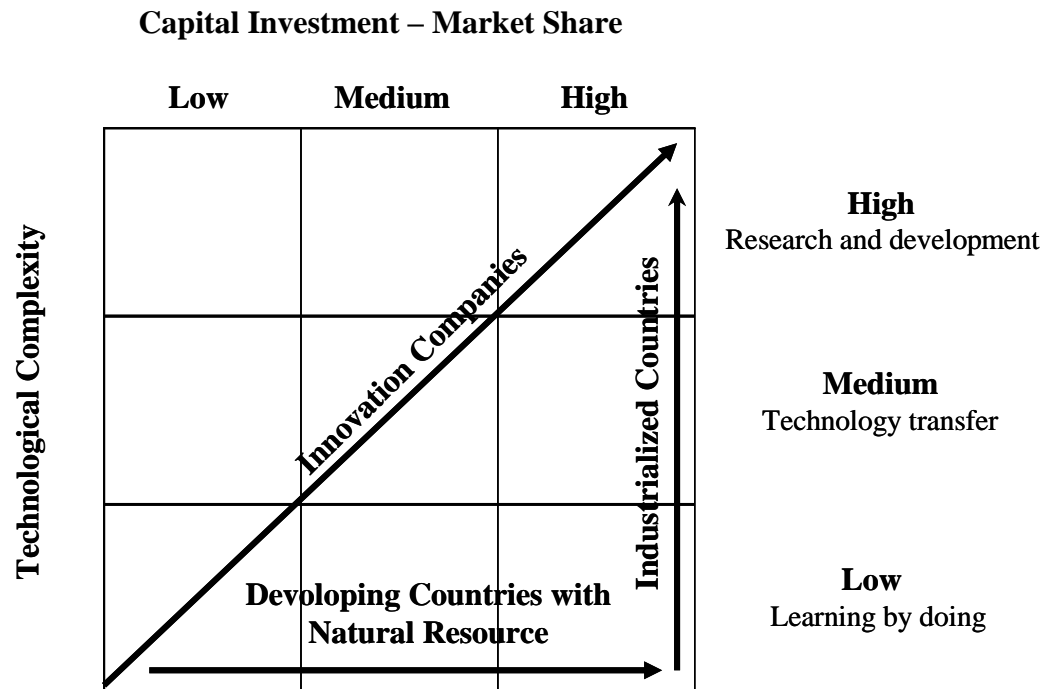 Capital Investment – Market Share
Low Medium High
Technological Complexity
Innovation Companies
Industrialized Countries
Devoloping Countries with
Natural Resource
High
Research and development
Medium
Technology transfer
Low
Learning by doing